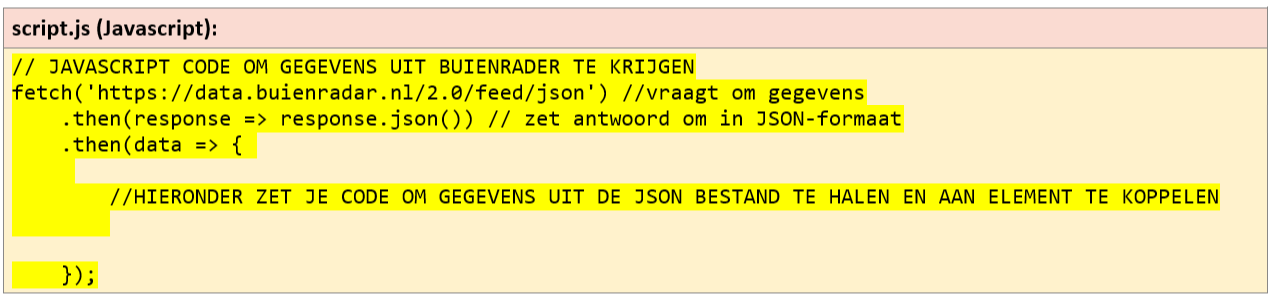 script.js (Javascript):
// JAVASCRIPT CODE OM GEGEVENS UIT BUIENRADER TE KRIJGEN
fetch('https://data.buienradar.nl/2.0/feed/json') //vraagt om gegevens
.then(response => response.json()) // zet antwoord om in JSON-formaat
.then(data => {
//HIERONDER ZET JE CODE OM GEGEVENS UIT DE JSON BESTAND TE HALEN EN AAN ELEMENT TE KOPPELEN
});